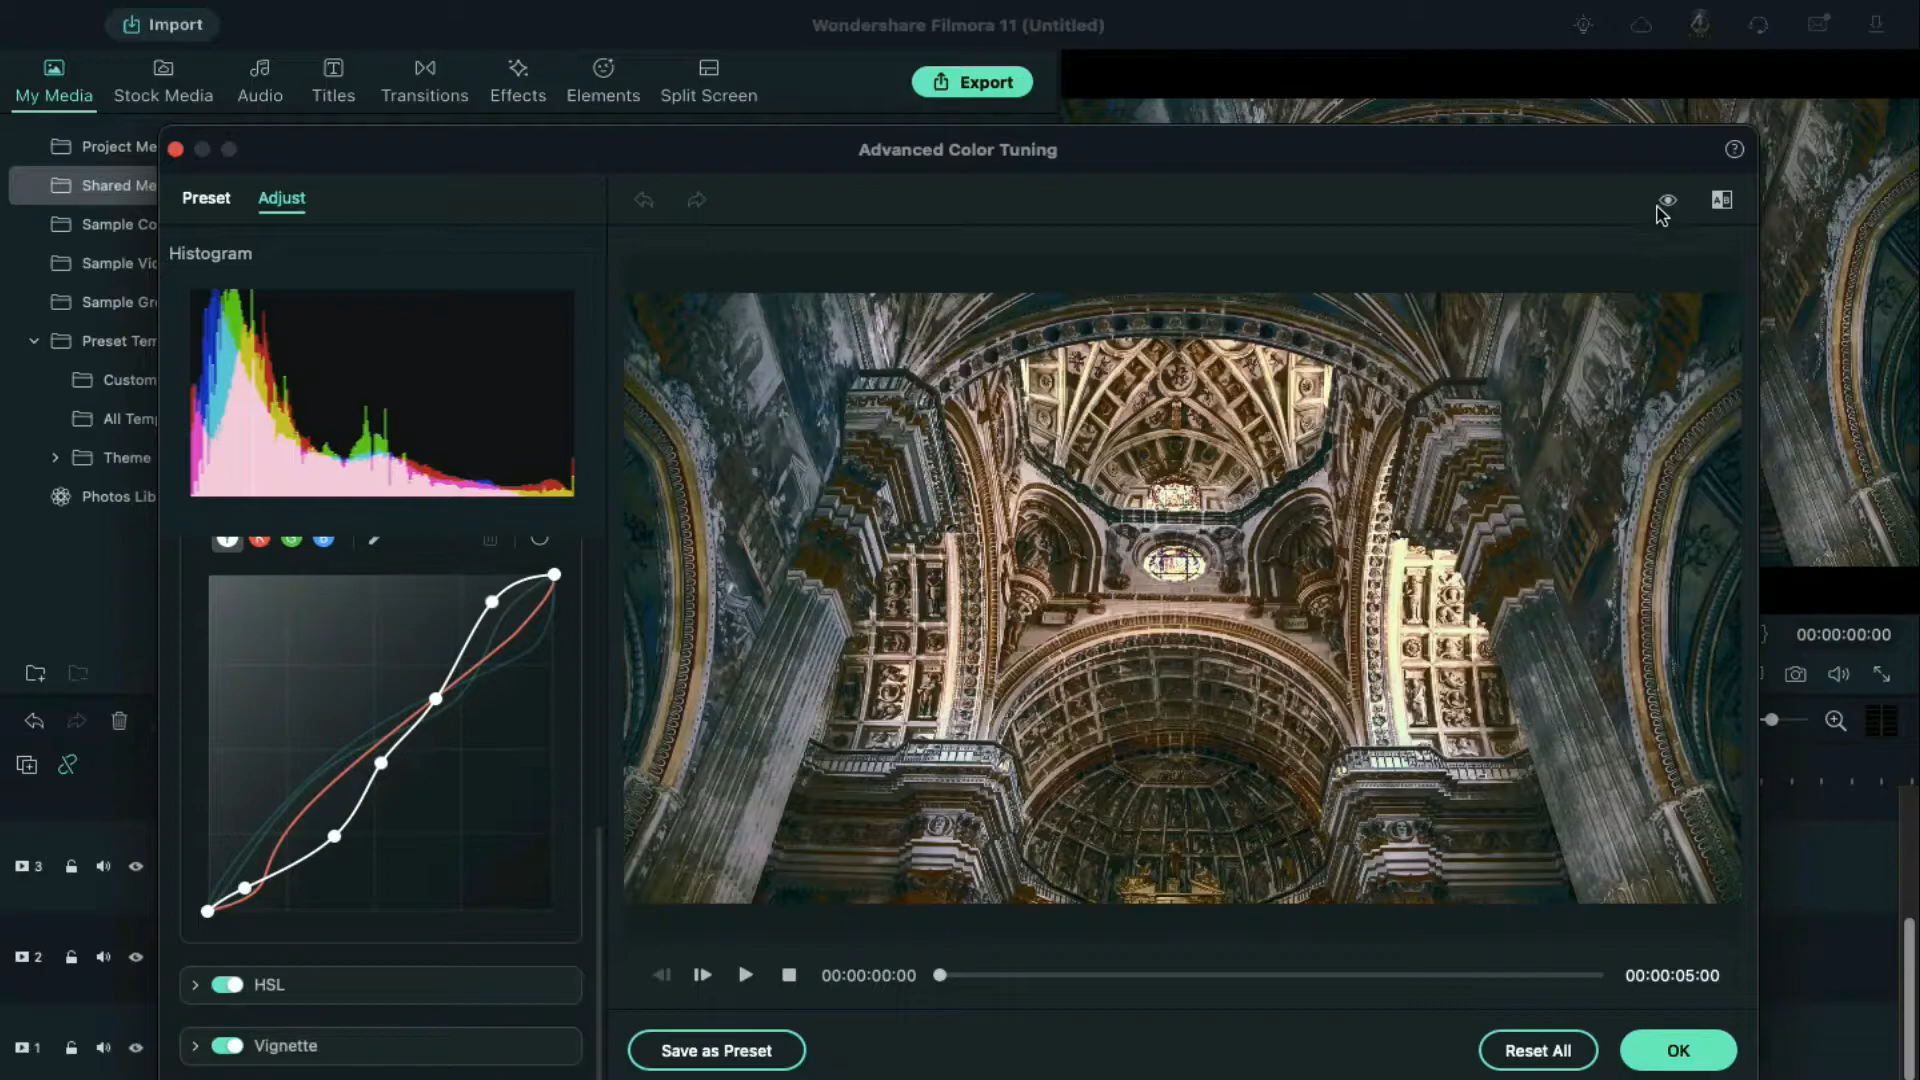 Import
Wondershare Filmora 11 (Untitled)
My Media
Stock Media
Audio
Titles
Transitions
Effects
Elements
Split Screen
Export
Project Me
Shared Me
Sample Co
Sample Vid
Sample Gr
Preset Tem
Custom
All Temp
Theme
Photos Lib
Advanced Color Tuning
Preset
Adjust
Histogram
A B
R G B
HSL
Vignette
00:00:00:00
00:00:05:00
00:00:00:00
3
2
1
Save as Preset
Reset All
OK